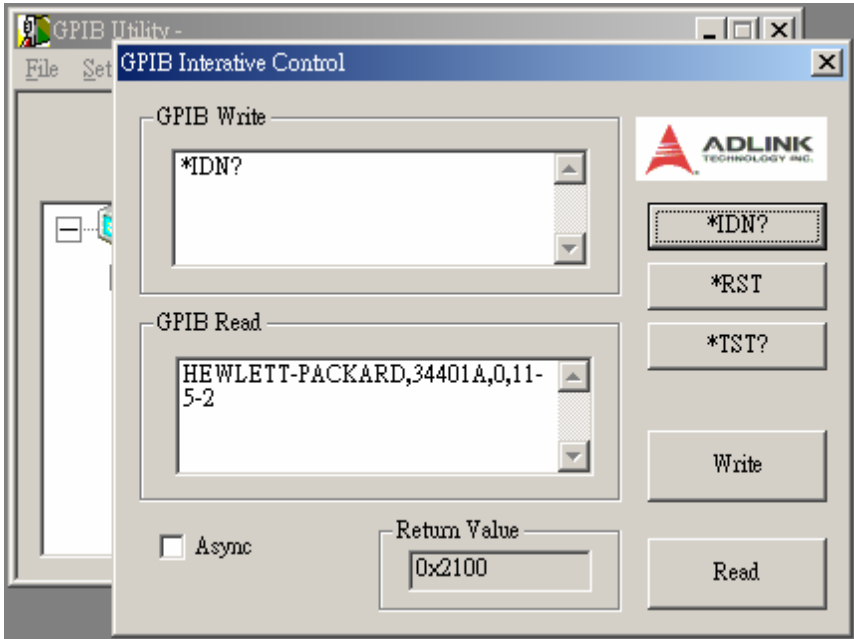 GPIB Utility -
File Set
GPIB Interative Control
GPIB Write
*IDN?
ADLINK
TECHNOLOGY INC.
*IDN?
*RST
*TST?
GPIB Read
HEWLETT-PACKARD,34401A,0,11-
5-2
Write
Async
Return Value
0x2100
Read